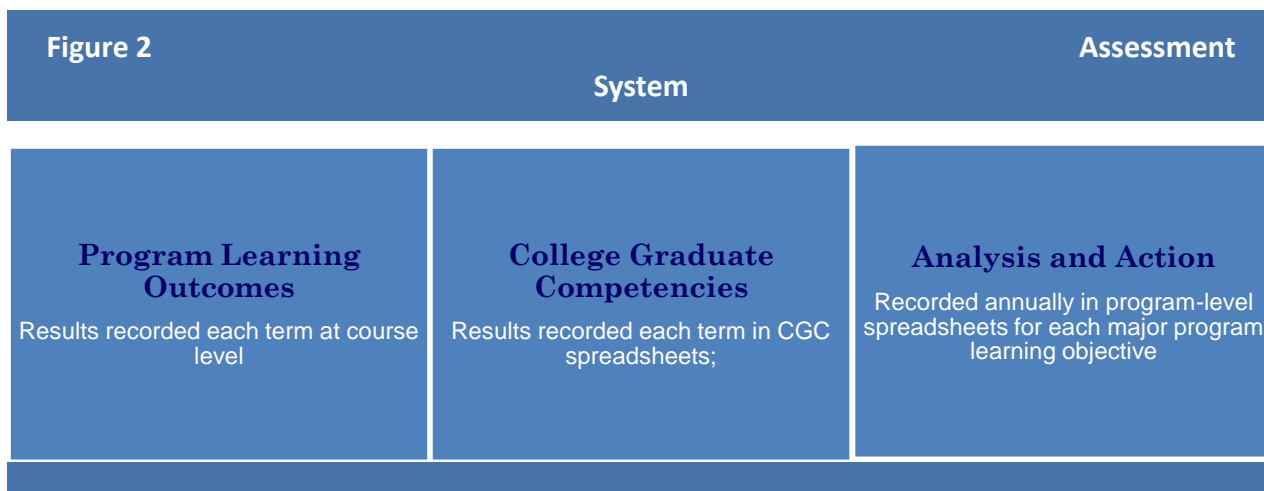 Figure 2 Assessment
System
Program Learning
Outcomes
Results recorded each term at course
level
College Graduate
Competencies
Results recorded each term in CGC
spreadsheets;
Analysis and Action
Recorded annually in program-level
spreadsheets for each major program
learning objective